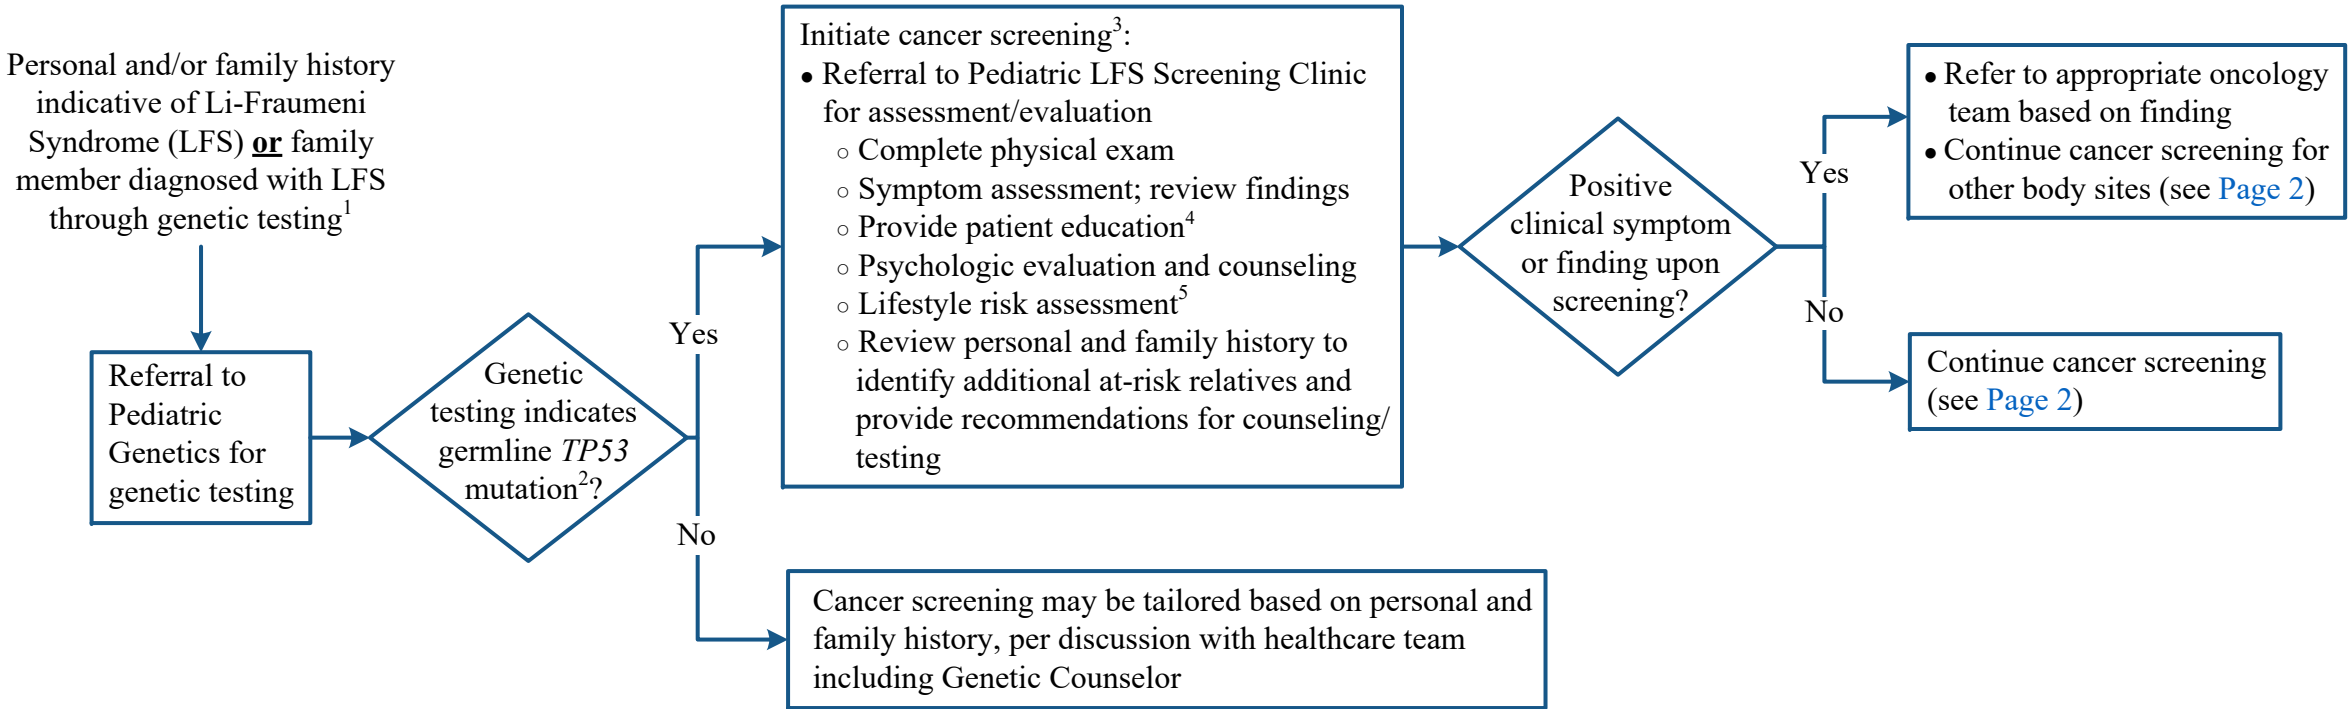 Personal and/or family history
indicative of Li-Fraumeni
Syndrome (LFS) or family
member diagnosed with LFS
through genetic testing1
Referral to
Pediatric
Genetics for
genetic testing
Genetic
testing indicates
germline TP53
mutation2?
Yes
No
Initiate cancer screening3:
● Referral to Pediatric LFS Screening Clinic
for assessment/evaluation
○ Complete physical exam
○ Symptom assessment; review findings
○ Provide patient education4
○ Psychologic evaluation and counseling
○ Lifestyle risk assessment5
○ Review personal and family history to
identify additional at-risk relatives and
provide recommendations for counseling/
testing
Cancer screening may be tailored based on personal and
family history, per discussion with healthcare team
including Genetic Counselor
Positive
clinical symptom
or finding upon
screening?
Yes
No
● Refer to appropriate oncology
team based on finding
● Continue cancer screening for
other body sites (see Page 2)
Continue cancer screening
(see Page 2)